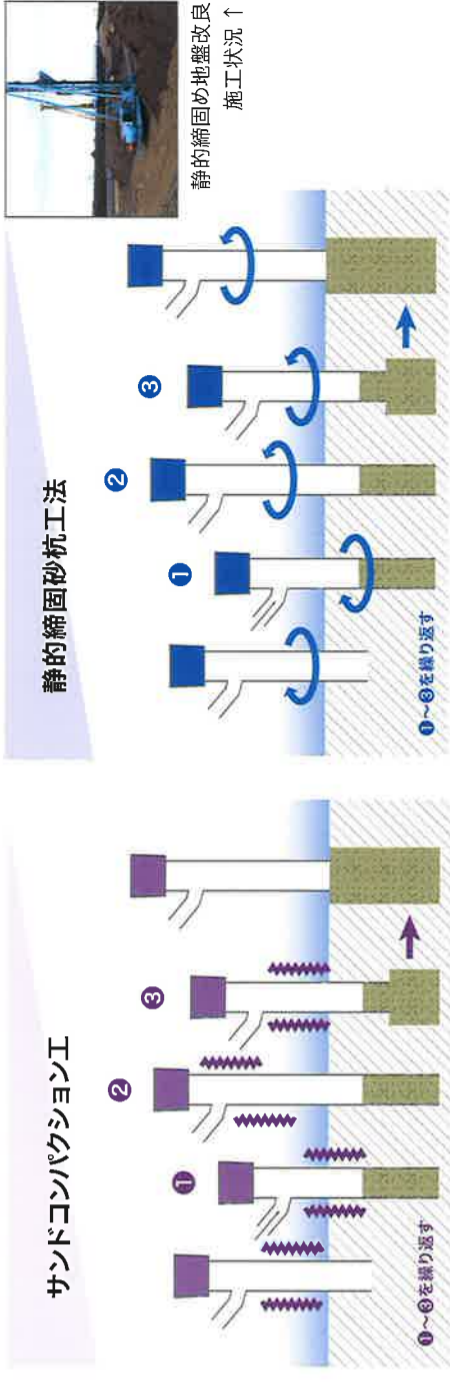 サンドコンパクション工
❶
❷
❸
❶～❸を繰り返す
静的締固砂杭工法
❶
❷
❸
❶～❸を繰り返す
静的締固め地盤改良
施工状況↑